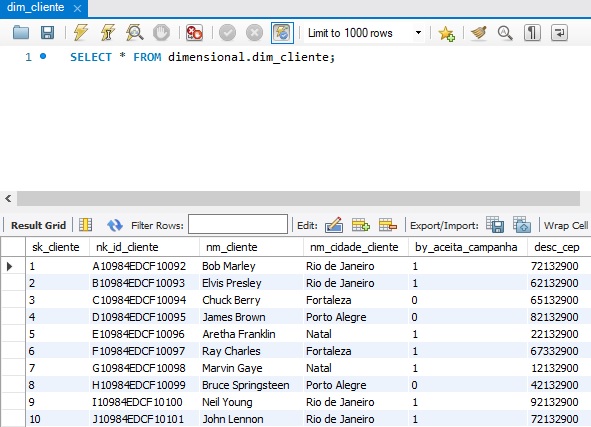 dim_cliente
Limit to 1000 rows
1 SELECT * FROM dimensional.dim_cliente;
Result Grid Filter Rows: Edit: Export/Import: Wrap Cell
sk_cliente nk_id_cliente nm_cliente nm_cidade_cliente by_aceita_campanha desc_cep
1 A10984EDCF10092 Bob Marley Rio de Janeiro 1 72132900
2 B10984EDCF10093 Elvis Presley Rio de Janeiro 1 62132900
3 C10984EDCF10094 Chuck Berry Fortaleza 0 65132900
4 D10984EDCF10095 James Brown Porto Alegre 0 82132900
5 E10984EDCF10096 Aretha Franklin Natal 1 22132900
6 F10984EDCF10097 Ray Charles Fortaleza 1 67332900
7 G10984EDCF10098 Marvin Gaye Natal 1 12132900
8 H10984EDCF10099 Bruce Springsteen Porto Alegre 0 42132900
9 I10984EDCF10100 Neil Young Rio de Janeiro 1 92132900
10 J10984EDCF10101 John Lennon Rio de Janeiro 1 72132900